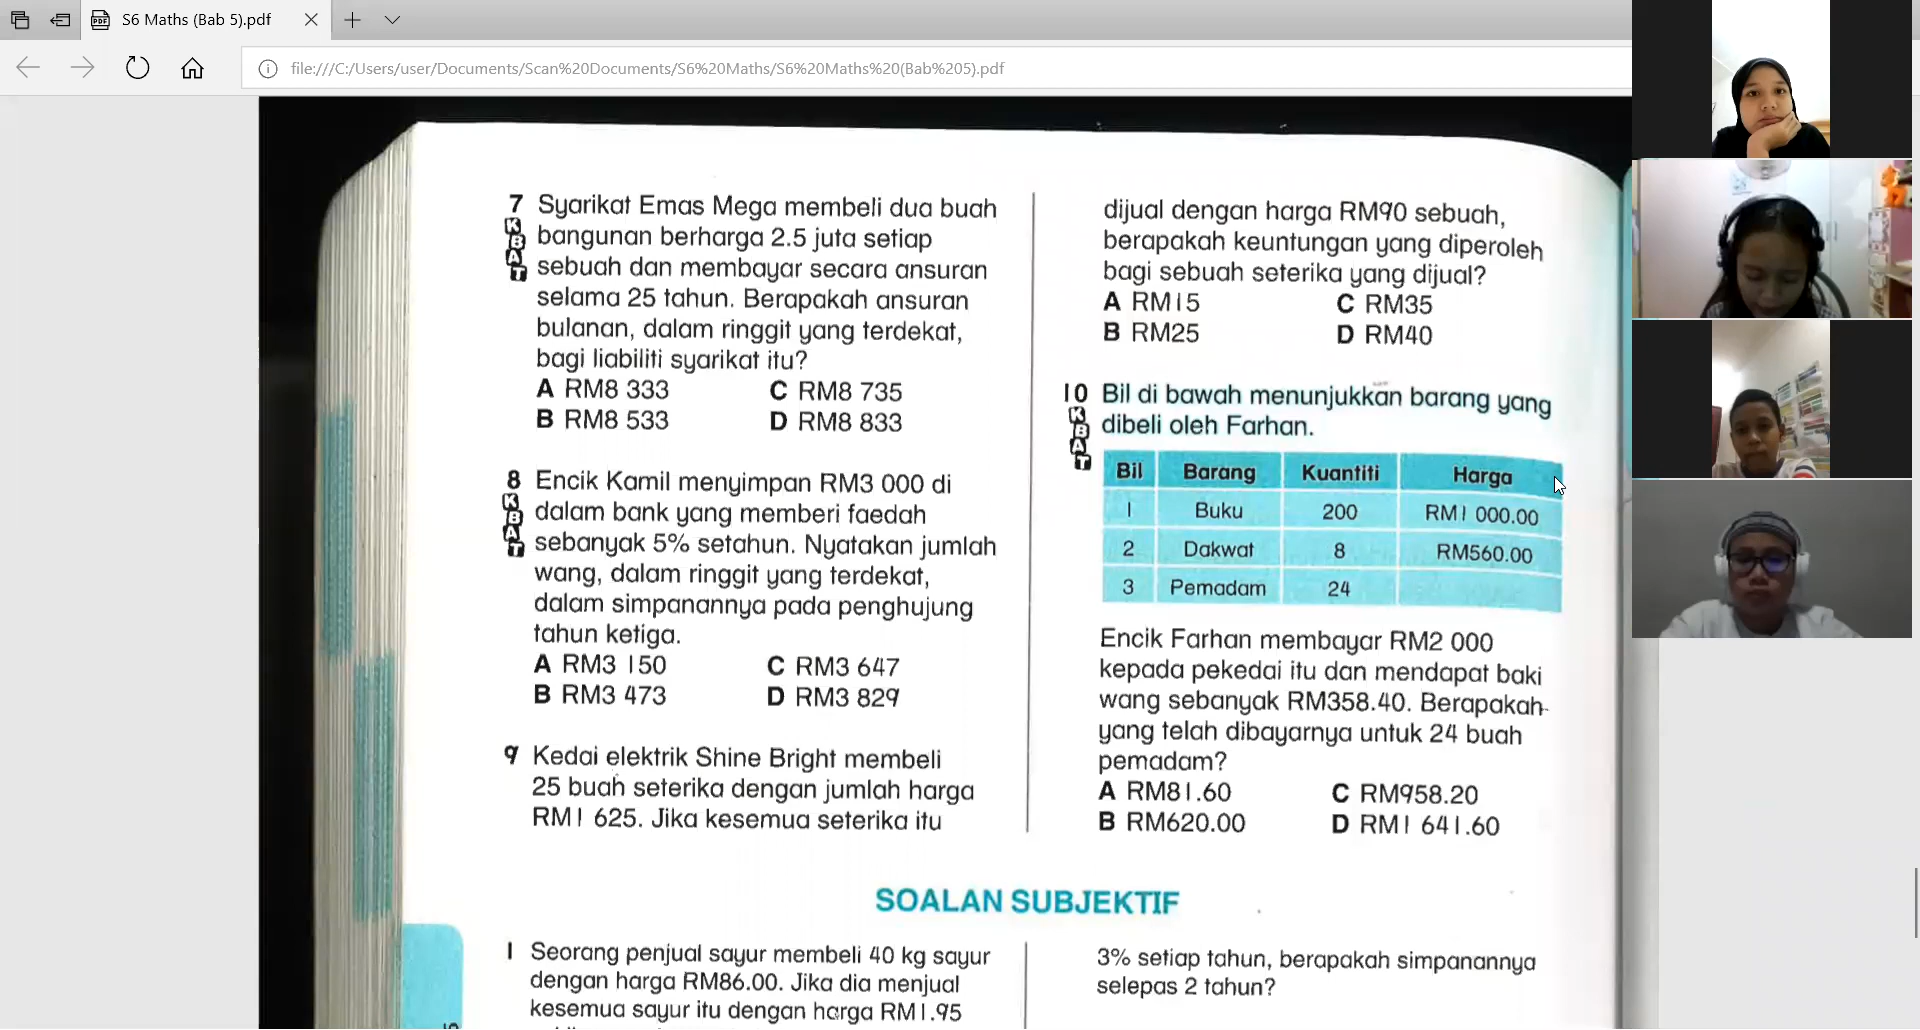 S6 Maths (Bab 5).pdf
file:///C:/Users/user/Documents/Scan%20Documents/S6%20Maths/S6%20Maths%20(Bab%205).pdf
7 Syarikat Emas Mega membeli dua buah
KBAT
bangunan berharga 2.5 juta setiap
sebuah dan membayar secara ansuran
selama 25 tahun. Berapakah ansuran
bulanan, dalam ringgit yang terdekat,
bagi liabiliti syarikat itu?
A RM8 333 C RM8 735
B RM8 533 D RM8 833
8 Encik Kamil menyimpan RM3 000 di
KBAT
dalam bank yang memberi faedah
sebanyak 5% setahun. Nyatakan jumlah
wang, dalam ringgit yang terdekat,
dalam simpanannya pada penghujung
tahun ketiga.
A RM3 150 C RM3 647
B RM3 473 D RM3 829
9 Kedai elektrik Shine Bright membeli
25 buah seterika dengan jumlah harga
RM1 625. Jika kesemua seterika itu
dijual dengan harga RM90 sebuah,
berapakah keuntungan yang diperoleh
bagi sebuah seterika yang dijual?
A RM15 C RM35
B RM25 D RM40
10 Bil di bawah menunjukkan barang yang
KBAT
dibeli oleh Farhan.
Bil Barang Kuantiti Harga
1 Buku 200 RM1 000.00
2 Dakwat 8 RM560.00
3 Pemadam 24
Encik Farhan membayar RM2 000
kepada pekedai itu dan mendapat baki
wang sebanyak RM358.40. Berapakah
yang telah dibayarnya untuk 24 buah
pemadam?
A RM81.60 C RM958.20
B RM620.00 D RM1 641.60
SOALAN SUBJEKTIF
1 Seorang penjual sayur membeli 40 kg sayur
dengan harga RM86.00. Jika dia menjual
kesemua sayur itu dengan harga RM1.95
3% setiap tahun, berapakah simpanannya
selepas 2 tahun?